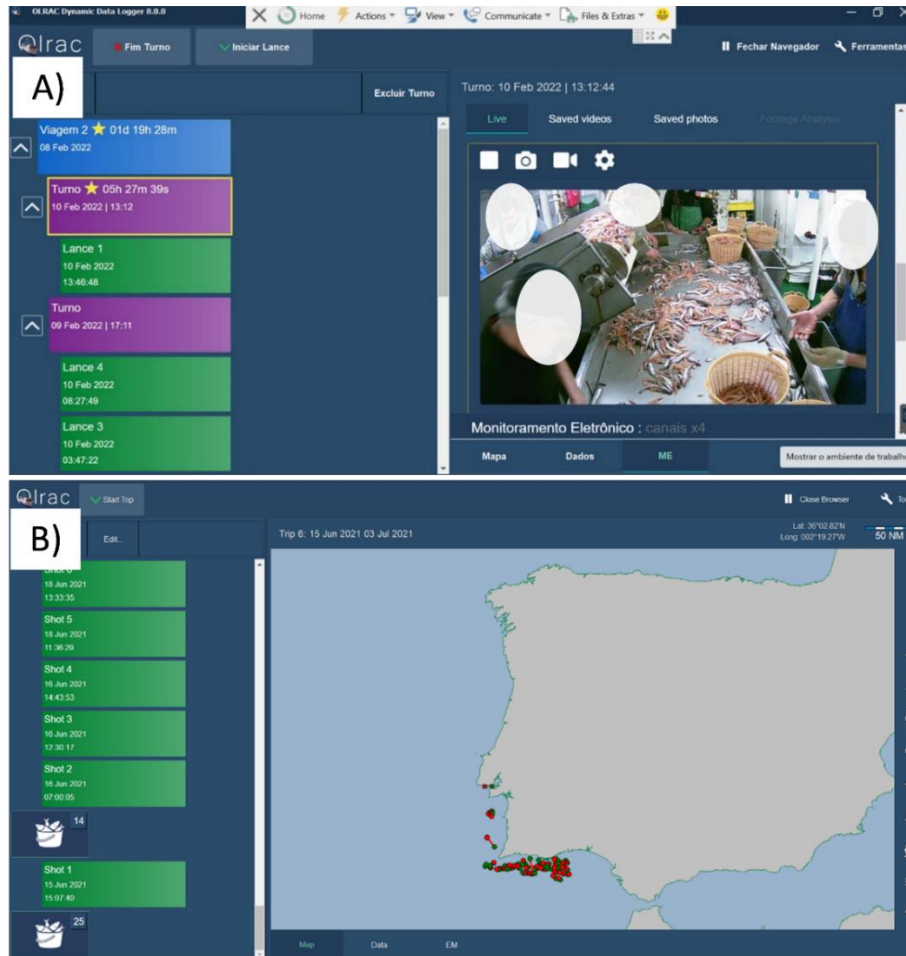 OLRAC Dynamic Data Logger 8.0.0
Home Actions View Communicate Files & Extras
Olrac
Fim Turno
Iniciar Lance
Fechar Navegador
Ferramentas
A)
Excluir Turno
Viagem 2 01d 19h 28m
08 Feb 2022
Turno 05h 27m 39s
10 Feb 2022 | 13:12
Lance 1
10 Feb 2022
13:46:48
Turno
09 Feb 2022 | 17:11
Lance 4
10 Feb 2022
08:27:49
Lance 3
10 Feb 2022
03:47:22
Turno: 10 Feb 2022 | 13:12:44
Live Saved videos Saved photos Footage Analysis
Monitoramento Eletrônico : canais x4
Mapa Dados ME
Mostrar o ambiente de trabalho
Olrac
Start Trip
Close Browser
B)
Edit..
18 Jun 2021
13:33:35
Shot 5
18 Jun 2021
11:36:29
Shot 4
16 Jun 2021
14:43:53
Shot 3
16 Jun 2021
12:30:17
Shot 2
16 Jun 2021
07:00:05
14
Shot 1
15 Jun 2021
15:07:40
25
Trip 6: 15 Jun 2021 03 Jul 2021
Lat: 36°02.82'N
Long: 002°19.27'W
50 NM
Map Data EM